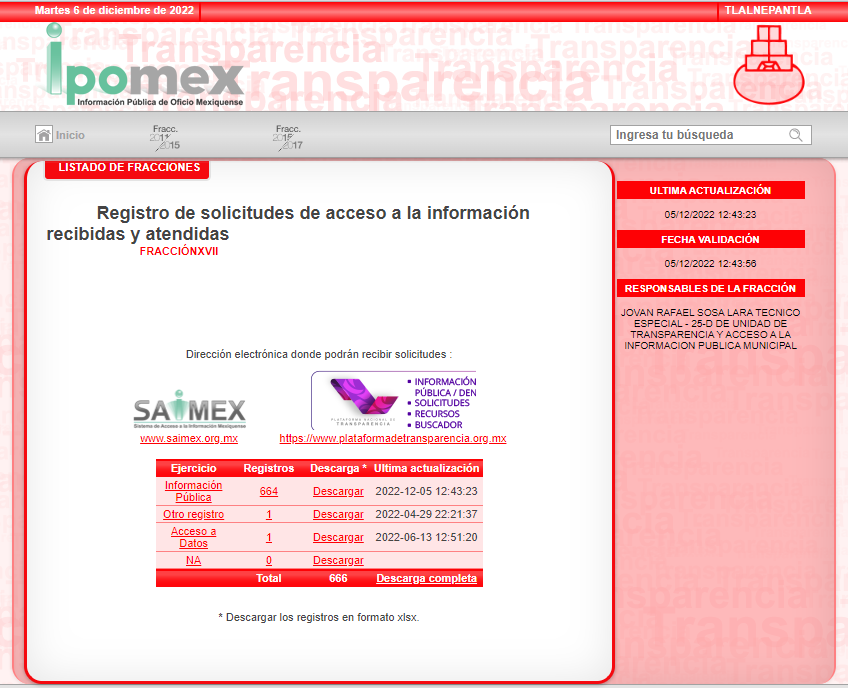 Martes 6 de diciembre de 2022
TLALNEPANTLA
ipomex
Información Pública de Oficio Mexiquense
Inicio
Fracc.
2011
2015
Fracc.
2015
2017
Ingresa tu búsqueda
LISTADO DE FRACCIONES
Registro de solicitudes de acceso a la información
recibidas y atendidas
FRACCIÓNXVII
ULTIMA ACTUALIZACIÓN
05/12/2022 12:43:23
FECHA VALIDACIÓN
05/12/2022 12:43:56
RESPONSABLES DE LA FRACCIÓN
JOVAN RAFAEL SOSA LARA TECNICO
ESPECIAL - 25-D DE UNIDAD DE
TRANSPARENCIA Y ACCESO A LA
INFORMACION PUBLICA MUNICIPAL
Dirección electrónica donde podrán recibir solicitudes :
SAIMEX
Sistema de Acceso a la Información Mexiquense
www.saimex.org.mx
PLATAFORMA NACIONAL DE
TRANSPARENCIA
INFORMACIÓN
PÚBLICA / DEN
SOLICITUDES
RECURSOS
BUSCADOR
https://www.plataformadetransparencia.org.mx
Ejercicio Registros Descarga * Ultima actualización
Información
Pública 664 Descargar 2022-12-05 12:43:23
Otro registro 1 Descargar 2022-04-29 22:21:37
Acceso a
Datos 1 Descargar 2022-06-13 12:51:20
NA 0 Descargar
Total 666 Descarga completa
* Descargar los registros en formato xlsx.